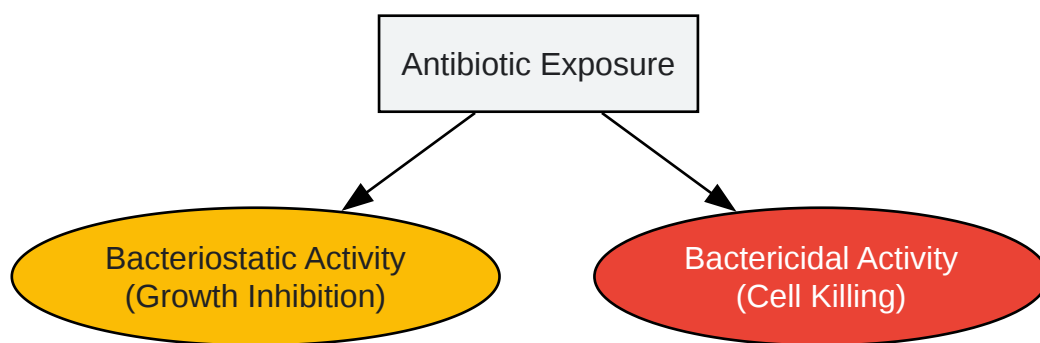 Antibiotic Exposure
Bacteriostatic Activity
(Growth Inhibition)
Bactericidal Activity
(Cell Killing)